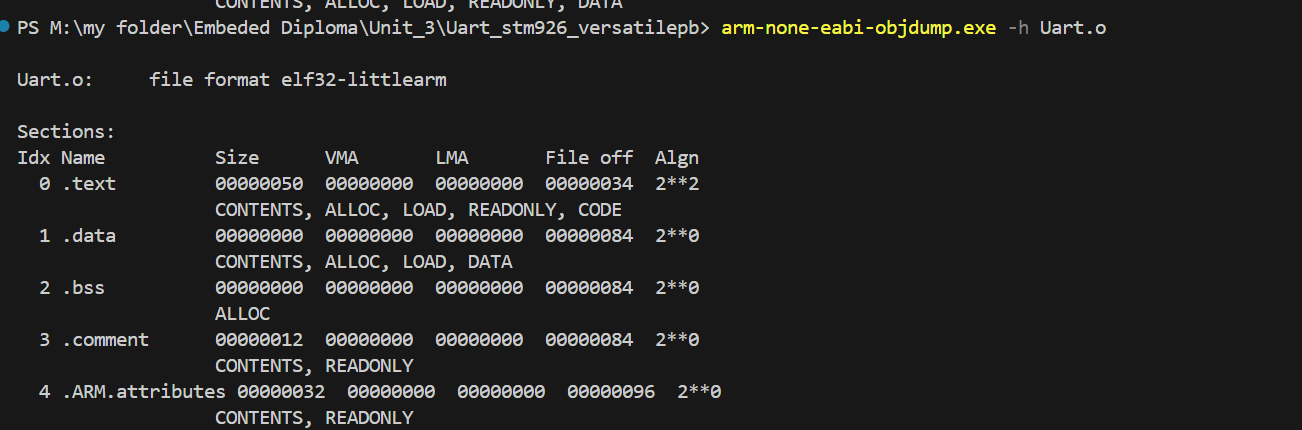 CONTENTS, ALLOC, LOAD, READONLY, DATA
PS M:\my folder\Embeded Diploma\Unit_3\Uart_stm926_versatilepb> arm-none-eabi-objdump.exe -h Uart.o
Uart.o:     file format elf32-littlearm
Sections:
Idx Name          Size      VMA       LMA       File off  Algn
  0 .text         00000050  00000000  00000000  00000034  2**2
                  CONTENTS, ALLOC, LOAD, READONLY, CODE
  1 .data         00000000  00000000  00000000  00000084  2**0
                  CONTENTS, ALLOC, LOAD, DATA
  2 .bss          00000000  00000000  00000000  00000084  2**0
                  ALLOC
  3 .comment      00000012  00000000  00000000  00000084  2**0
                  CONTENTS, READONLY
  4 .ARM.attributes 00000032  00000000  00000000  00000096  2**0
                  CONTENTS, READONLY